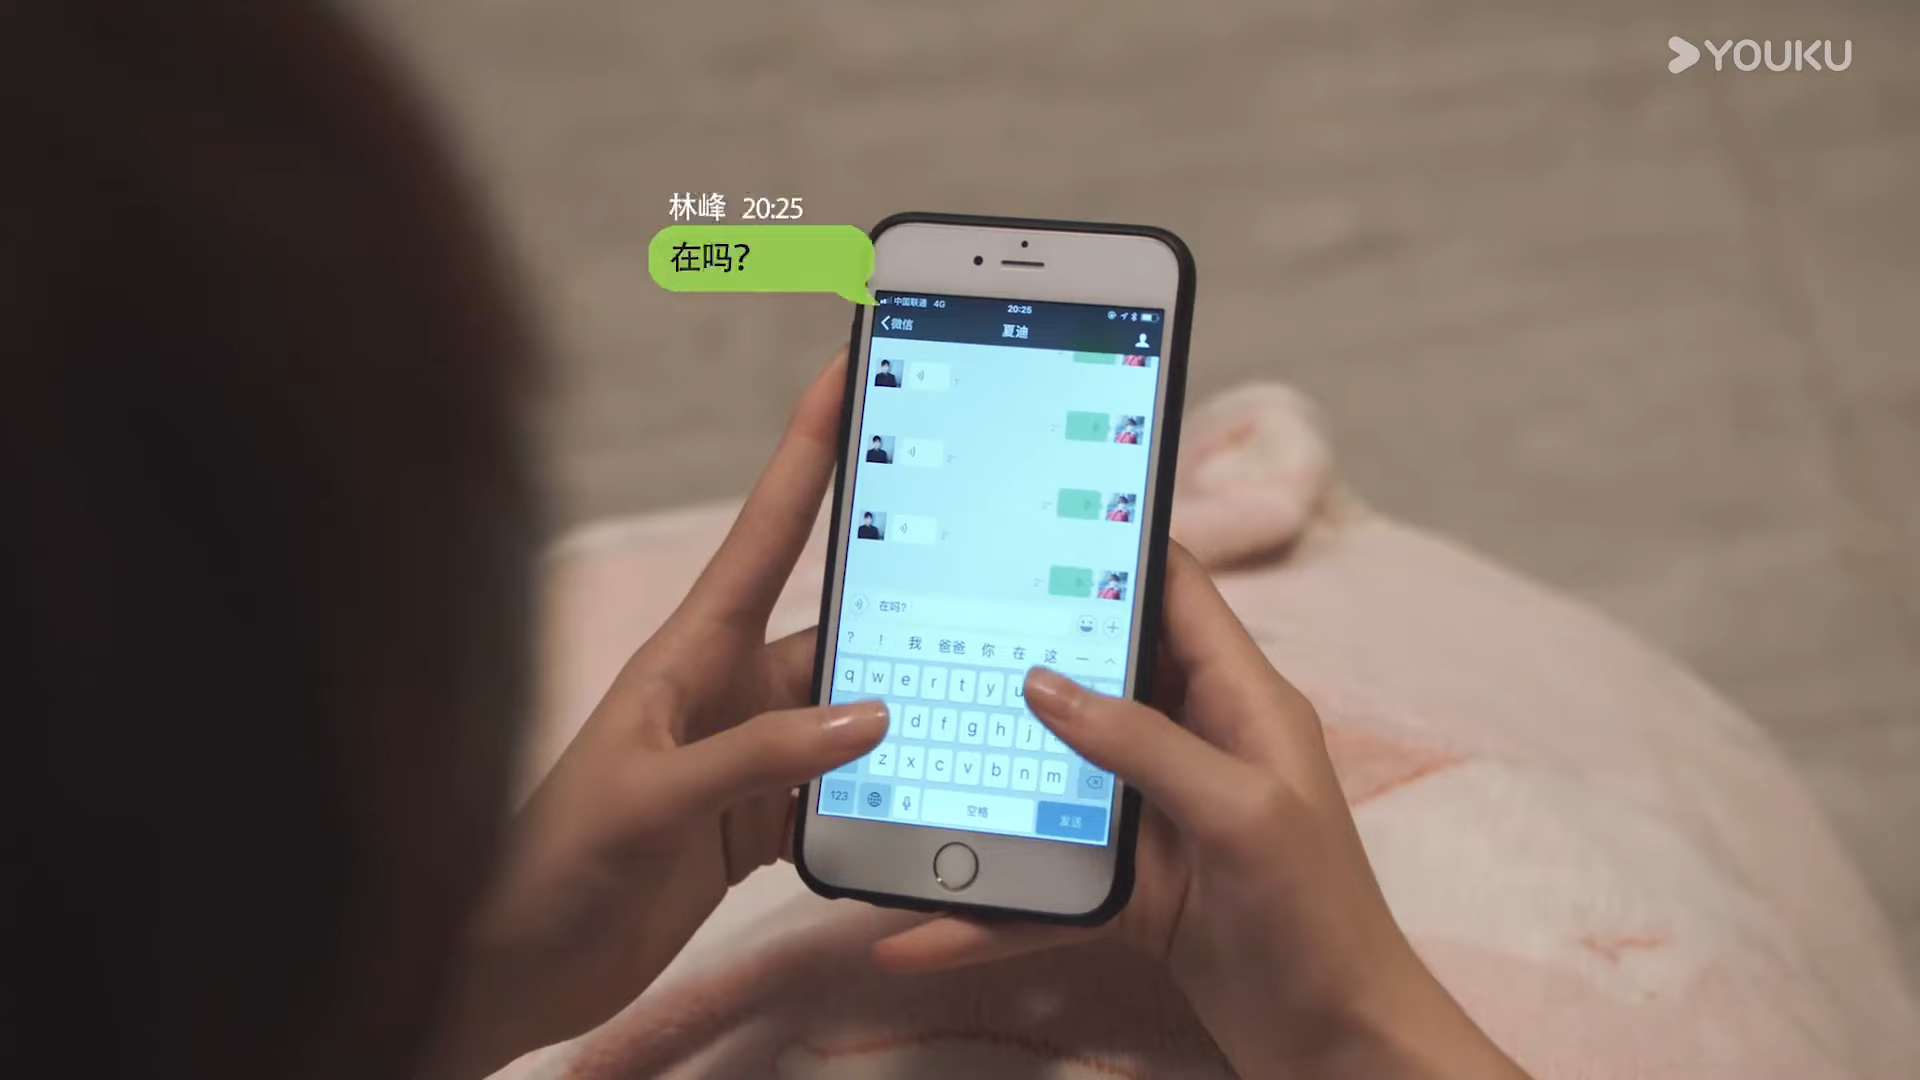 YOUKU
林峰 20:25
在吗?
中国联通 4G 20:25
微信 夏迪
在吗?
? ! 我 爸爸 你 在 这 一
q w e r t y u
d f g h j
z x c v b n m
123 空格 发送